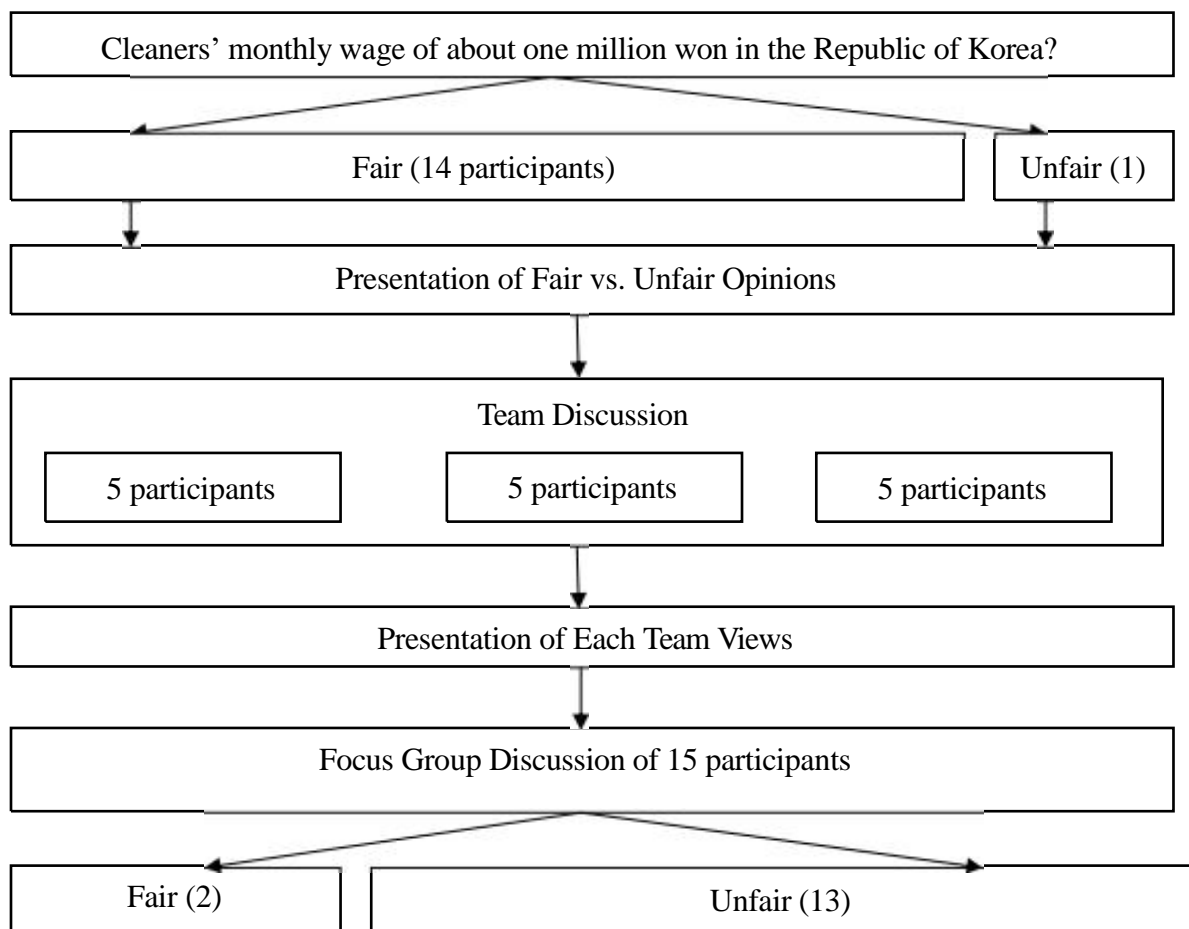 Cleaners’ monthly wage of about one million won in the Republic of Korea?
Fair (14 participants)
Unfair (1)
Presentation of Fair vs. Unfair Opinions
Team Discussion
5 participants
5 participants
5 participants
Presentation of Each Team Views
Focus Group Discussion of 15 participants
Fair (2)
Unfair (13)